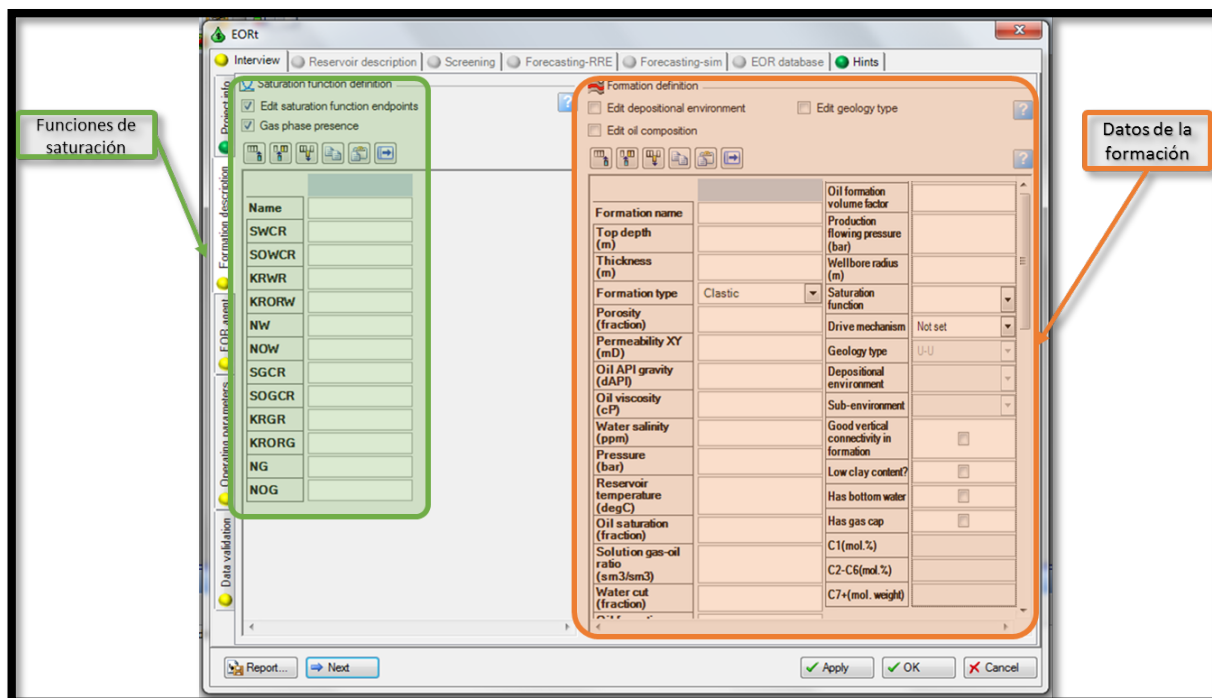 EORt
Interview
Reservoir description
Screening
Forecasting-RRE
Forecasting-sim
EOR database
Hints
Funciones de
saturación
Project info
Formation description
EOR agent
Operating parameters
Data validation
Saturation function definition
Edit saturation function endpoints
Gas phase presence
Name
SWCR
SOWCR
KRWR
KRORW
NW
NOW
SGCR
SOGCR
KRGR
KRORG
NG
NOG
Formation definition
Edit depositional environment
Edit geology type
Edit oil composition
Formation name
Top depth
(m)
Thickness
(m)
Formation type
Clastic
Porosity
(fraction)
Permeability XY
(mD)
Oil API gravity
(dAPI)
Oil viscosity
(cP)
Water salinity
(ppm)
Pressure
(bar)
Reservoir
temperature
(degC)
Oil saturation
(fraction)
Solution gas-oil
ratio
(sm3/sm3)
Water cut
(fraction)
Oil formation
volume factor
Production
flowing pressure
(bar)
Wellbore radius
(m)
Saturation
function
Drive mechanism
Not set
Geology type
U-U
Depositional
environment
Sub-environment
Good vertical
connectivity in
formation
Low clay content?
Has bottom water
Has gas cap
C1(mol.%)
C2-C6(mol.%)
C7+(mol. weight)
Datos de la
formación
Report...
Next
Apply
OK
Cancel